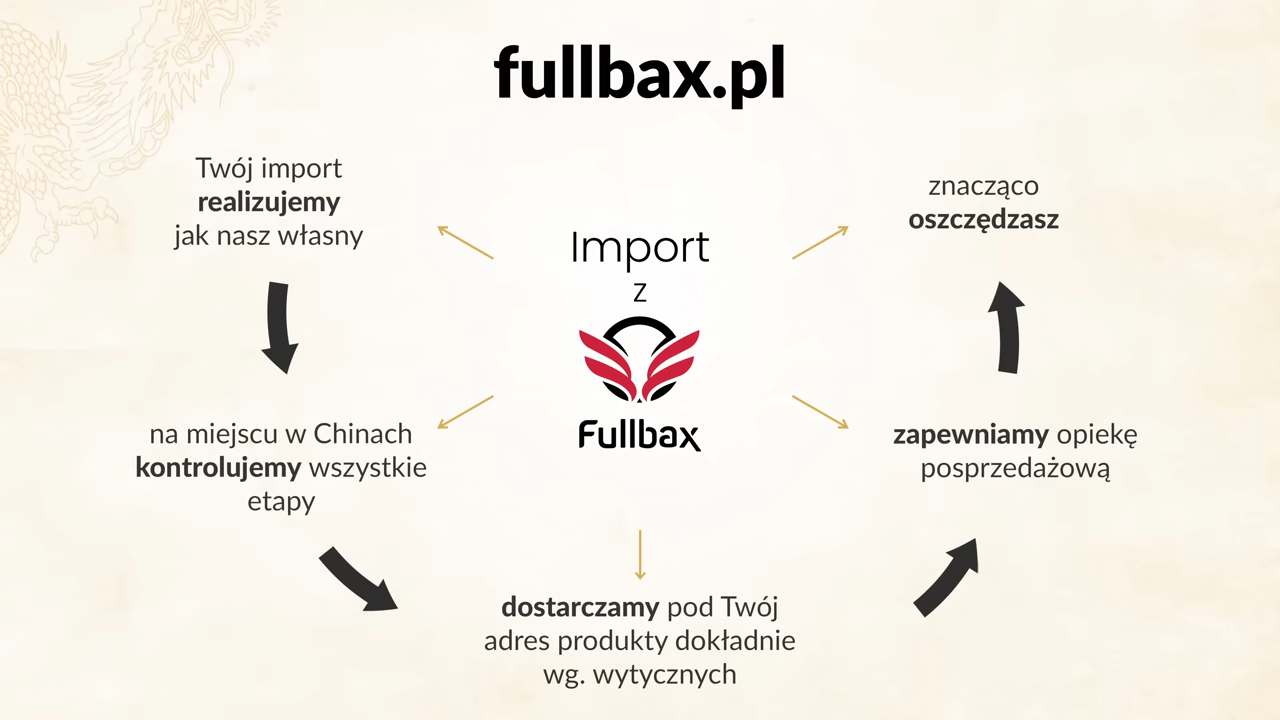 fullbax.pl
Twój import
realizujemy
jak nasz własny
na miejscu w Chinach
kontrolujemy wszystkie
etapy
Import
z
Fullbax
dostarczamy pod Twój
adres produkty dokładnie
wg. wytycznych
zapewniamy opiekę
posprzedażową
znacząco
oszczędzasz